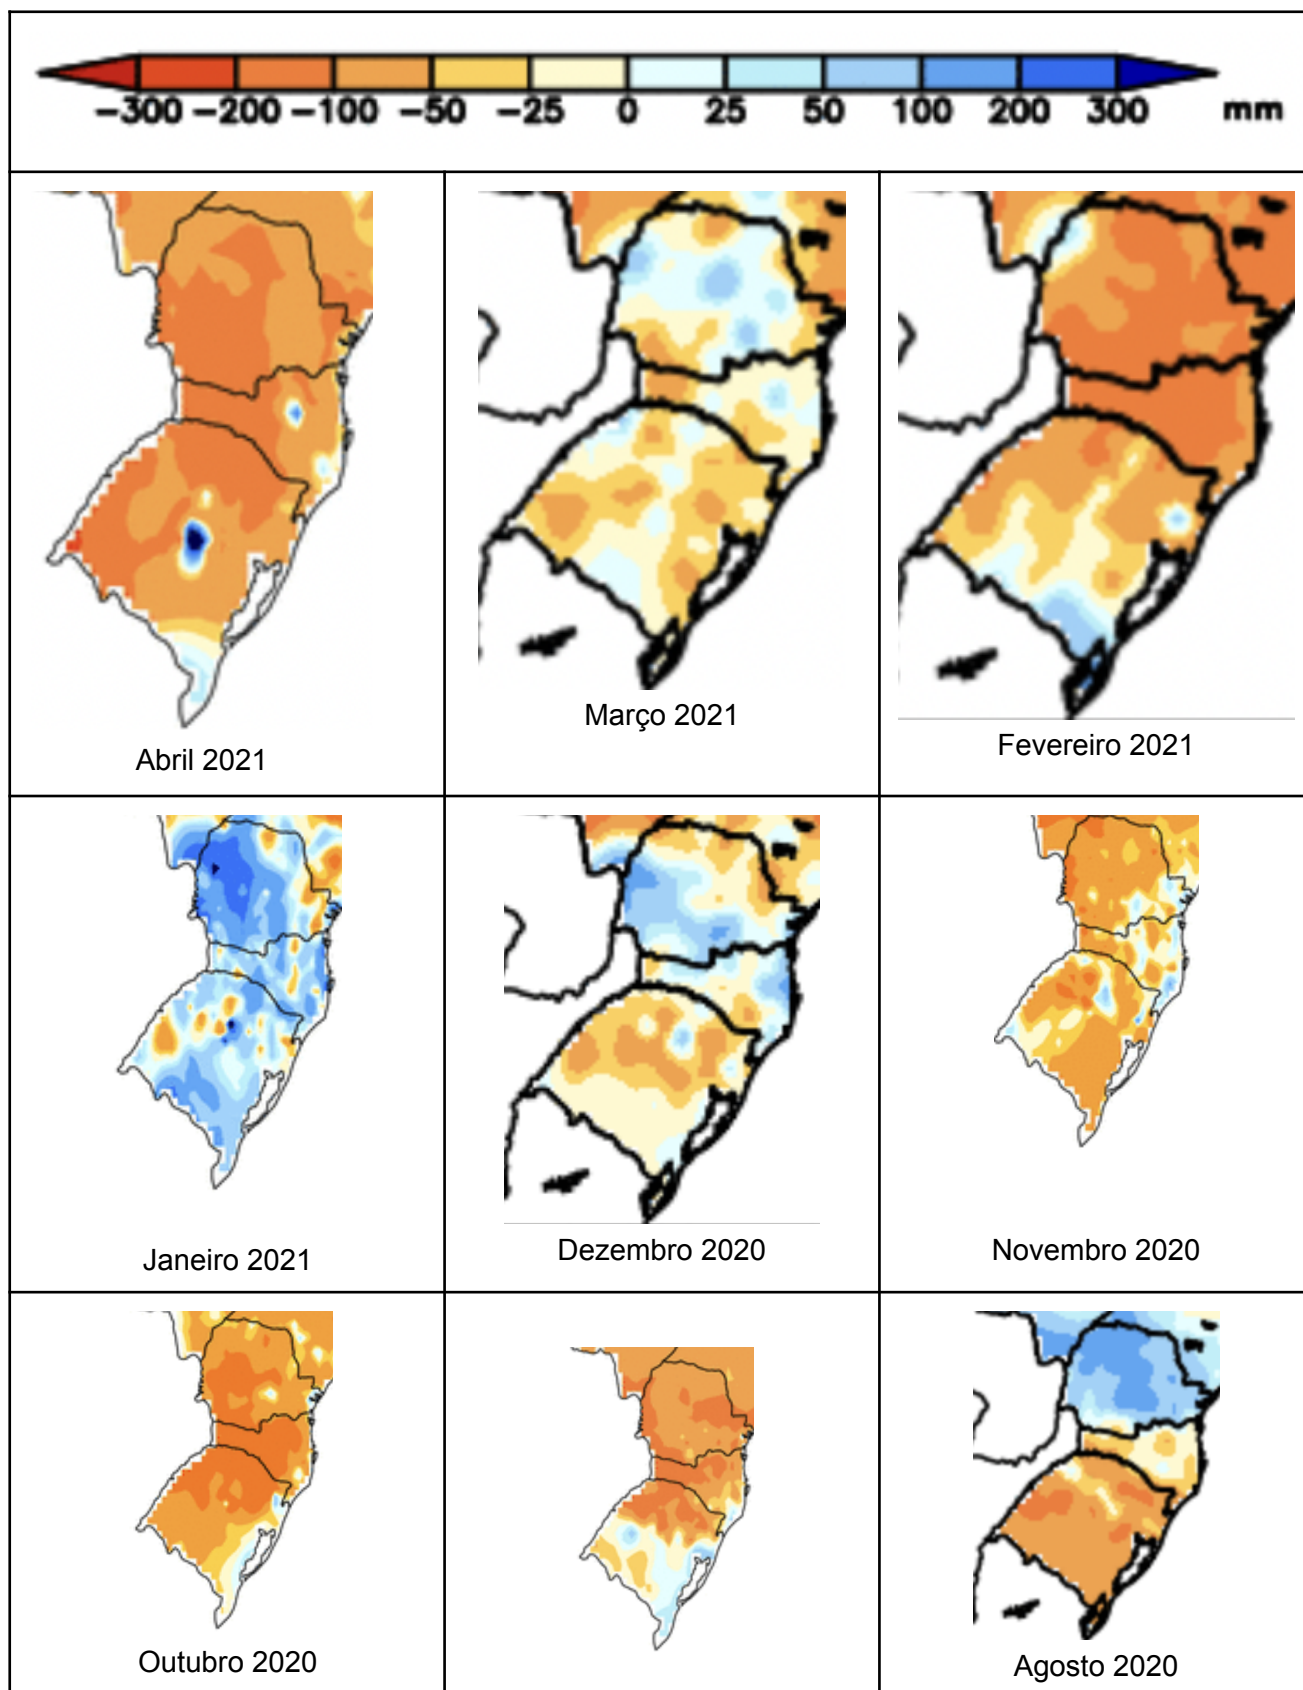 −300 −200 −100 −50 −25 0 25 50 100 200 300 mm
Abril 2021
Março 2021
Fevereiro 2021
Janeiro 2021
Dezembro 2020
Novembro 2020
Outubro 2020
Agosto 2020